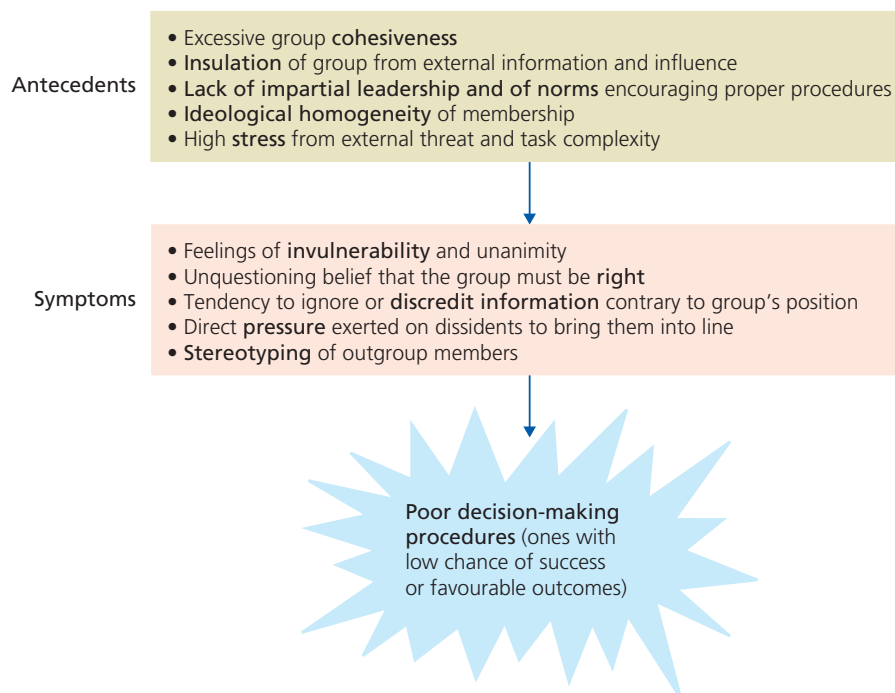 Antecedents
• Excessive group cohesiveness
• Insulation of group from external information and influence
• Lack of impartial leadership and of norms encouraging proper procedures
• Ideological homogeneity of membership
• High stress from external threat and task complexity
Symptoms
• Feelings of invulnerability and unanimity
• Unquestioning belief that the group must be right
• Tendency to ignore or discredit information contrary to group's position
• Direct pressure exerted on dissidents to bring them into line
• Stereotyping of outgroup members
Poor decision-making
procedures (ones with
low chance of success
or favourable outcomes)